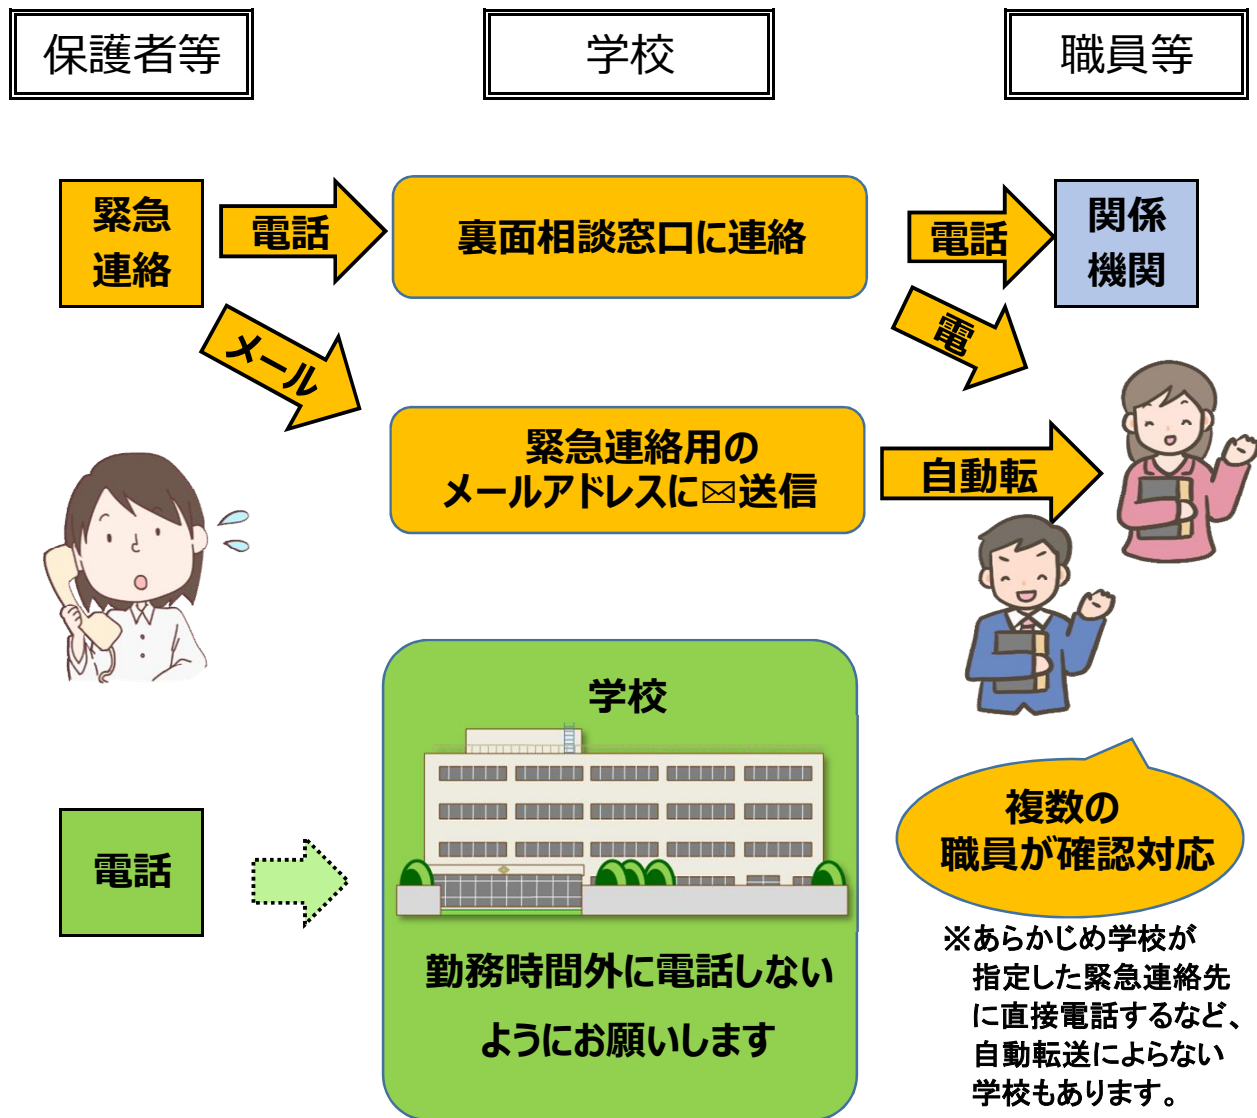 保護者等
学校
職員等
緊急
連絡
電話
裏面相談窓口に連絡
電話
関係
機関
メール
電
緊急連絡用の
メールアドレスに✉送信
自動転
学校
電話
勤務時間外に電話しない
ようにお願いします
複数の
職員が確認対応
※あらかじめ学校が
指定した緊急連絡先
に直接電話するなど、
自動転送によらない
学校もあります。